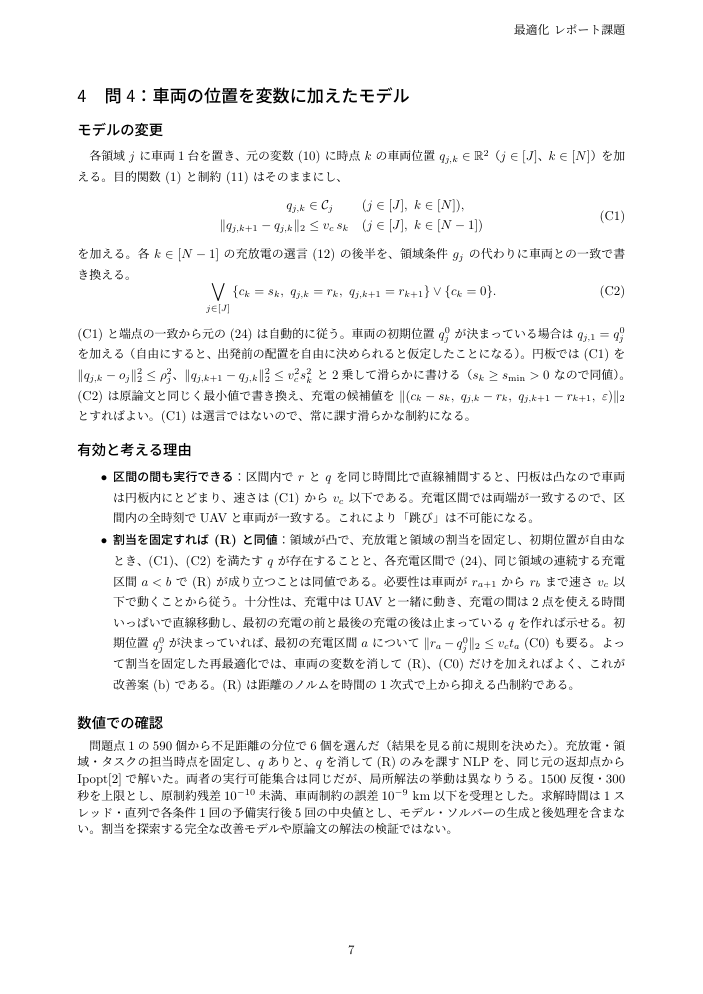 最適化 レポート課題
4 問 4：車両の位置を変数に加えたモデル
モデルの変更
各領域 j に車両 1 台を置き、元の変数 (10) に時点 k の車両位置 q_{j,k} ∈ ℝ²（j ∈ [J]、k ∈ [N]）を加
える。目的関数 (1) と制約 (11) はそのままにし、
q_{j,k} ∈ 𝒞_j (j ∈ [J], k ∈ [N]),
‖q_{j,k+1} − q_{j,k}‖₂ ≤ v_c s_k (j ∈ [J], k ∈ [N − 1])
(C1)
を加える。各 k ∈ [N − 1] の充放電の選言 (12) の後半を、領域条件 g_j の代わりに車両との一致で書
き換える。
⋁_{j∈[J]} {c_k = s_k, q_{j,k} = r_k, q_{j,k+1} = r_{k+1}} ∨ {c_k = 0}. (C2)
(C1) と端点の一致から元の (24) は自動的に従う。車両の初期位置 q_j^0 が決まっている場合は q_{j,1} = q_j^0
を加える（自由にすると、出発前の配置を自由に決められると仮定したことになる）。円板では (C1) を
‖q_{j,k} − o_j‖₂² ≤ ρ_j²、‖q_{j,k+1} − q_{j,k}‖₂² ≤ v_c² s_k² と 2 乗して滑らかに書ける（s_k ≥ s_min > 0 なので同値）。
(C2) は原論文と同じく最小値で書き換え、充電の候補値を ‖(c_k − s_k, q_{j,k} − r_k, q_{j,k+1} − r_{k+1}, ε)‖₂
とすればよい。(C1) は選言ではないので、常に課す滑らかな制約になる。
有効と考える理由
• 区間の間も実行できる：区間内で r と q を同じ時間比で直線補間すると、円板は凸なので車両
は円板内にとどまり、速さは (C1) から v_c 以下である。充電区間では両端が一致するので、区
間内の全時刻で UAV と車両が一致する。これにより「跳び」は不可能になる。
• 割当を固定すれば (R) と同値：領域が凸で、充放電と領域の割当を固定し、初期位置が自由な
とき、(C1)、(C2) を満たす q が存在することと、各充電区間で (24)、同じ領域の連続する充電
区間 a < b で (R) が成り立つことは同値である。必要性は車両が r_{a+1} から r_b まで速さ v_c 以
下で動くことから従う。十分性は、充電中は UAV と一緒に動き、充電の間は 2 点を使える時間
いっぱいで直線移動し、最初の充電の前と最後の充電の後は止まっている q を作れば示せる。初
期位置 q_j^0 が決まっていれば、最初の充電区間 a について ‖r_a − q_j^0‖₂ ≤ v_c t_a (C0) も要る。よっ
て割当を固定した再最適化では、車両の変数を消して (R)、(C0) だけを加えればよく、これが
改善案 (b) である。(R) は距離のノルムを時間の 1 次式で上から抑える凸制約である。
数値での確認
問題点 1 の 590 個から不足距離の分位で 6 個を選んだ（結果を見る前に規則を決めた）。充放電・領
域・タスクの担当時点を固定し、q ありと、q を消して (R) のみを課す NLP を、同じ元の返却点から
Ipopt[2] で解いた。両者の実行可能集合は同じだが、局所解法の挙動は異なりうる。1500 反復・300
秒を上限とし、原制約残差 10⁻¹⁰ 未満、車両制約の誤差 10⁻⁹ km 以下を受理とした。求解時間は 1 ス
レッド・直列で各条件 1 回の予備実行後 5 回の中央値とし、モデル・ソルバーの生成と後処理を含まな
い。割当を探索する完全な改善モデルや原論文の解法の検証ではない。
7